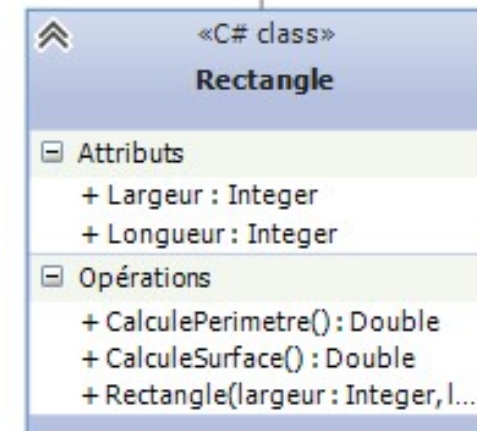 «C# class»
Rectangle
Attributs
+ Largeur : Integer
+ Longueur : Integer
Opérations
+ CalculePerimetre() : Double
+ CalculeSurface() : Double
+ Rectangle(largeur : Integer, l...